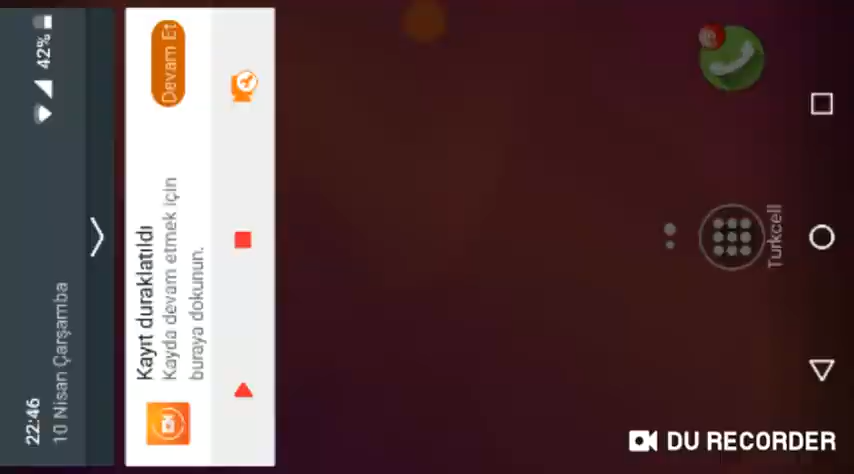 22:46
10 Nisan Çarşamba
42%
Kayıt duraklatıldı
Kayda devam etmek için
buraya dokunun.
Devam Et
Turkcell
DU RECORDER